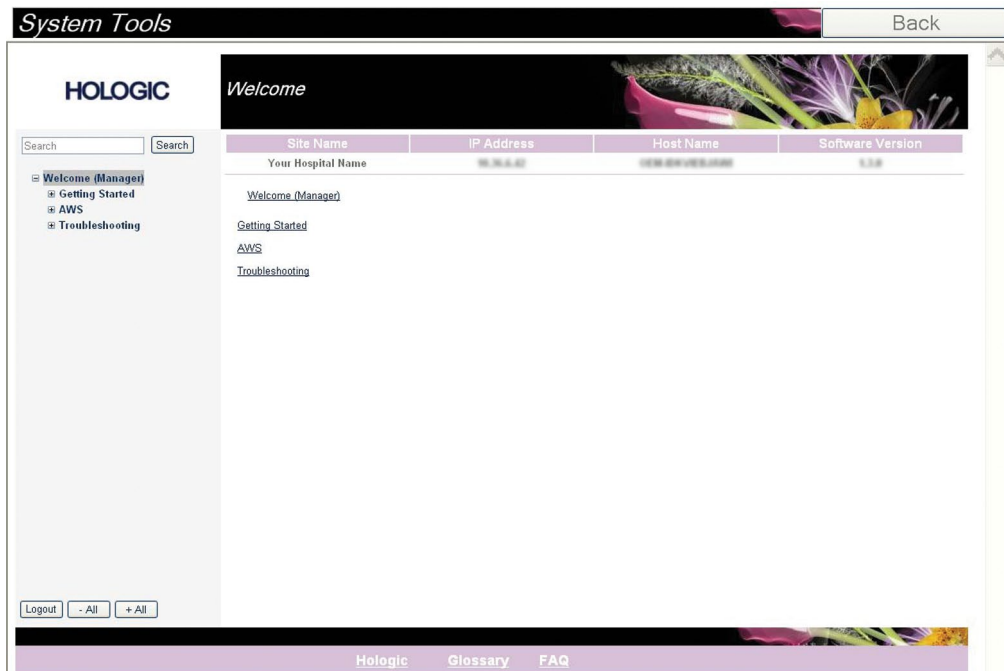 System Tools Back
HOLOGIC
Welcome
Search Search
Site Name IP Address Host Name Software Version
Your Hospital Name
Welcome (Manager)
Getting Started
AWS
Troubleshooting
Welcome (Manager)
Getting Started
AWS
Troubleshooting
Logout - All + All
Hologic Glossary FAQ